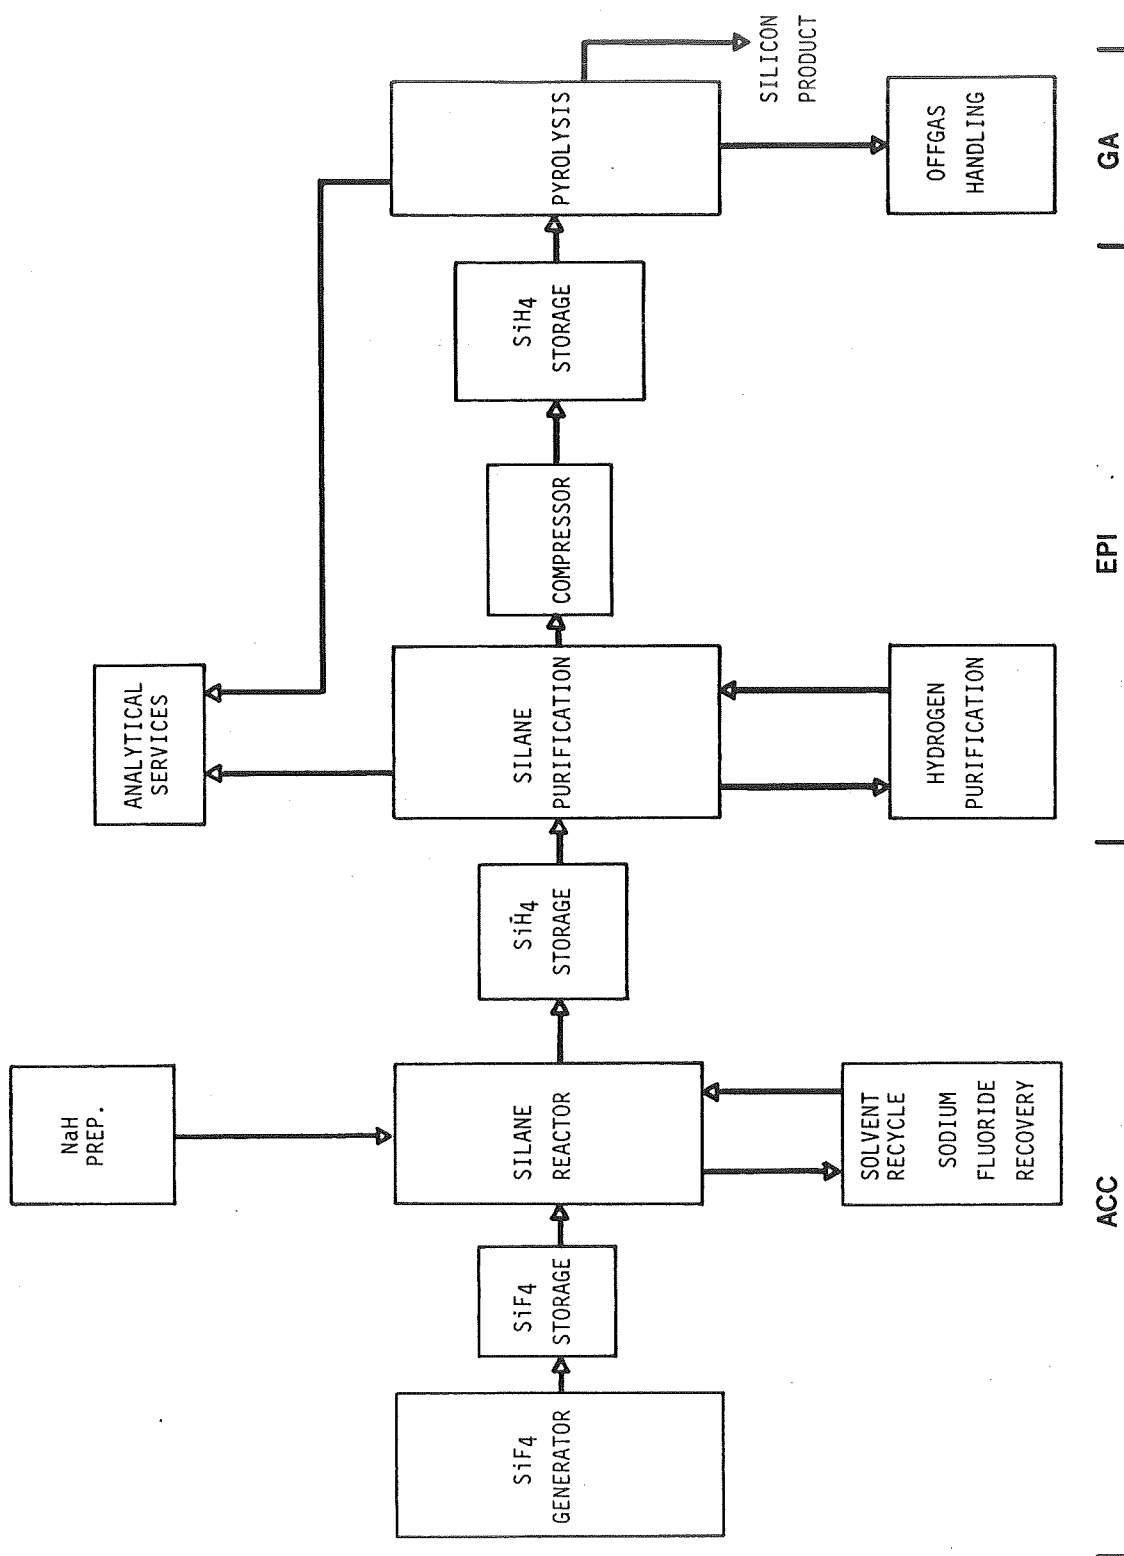 NaH
PREP.
ANALYTICAL
SERVICES
SiF4
GENERATOR
SiF4
STORAGE
SILANE
REACTOR
SiH4
STORAGE
SILANE
PURIFICATION
COMPRESSOR
SiH4
STORAGE
PYROLYSIS
SILICON
PRODUCT
SOLVENT
RECYCLE
SODIUM
FLUORIDE
RECOVERY
HYDROGEN
PURIFICATION
OFFGAS
HANDLING
ACC
EPI
GA